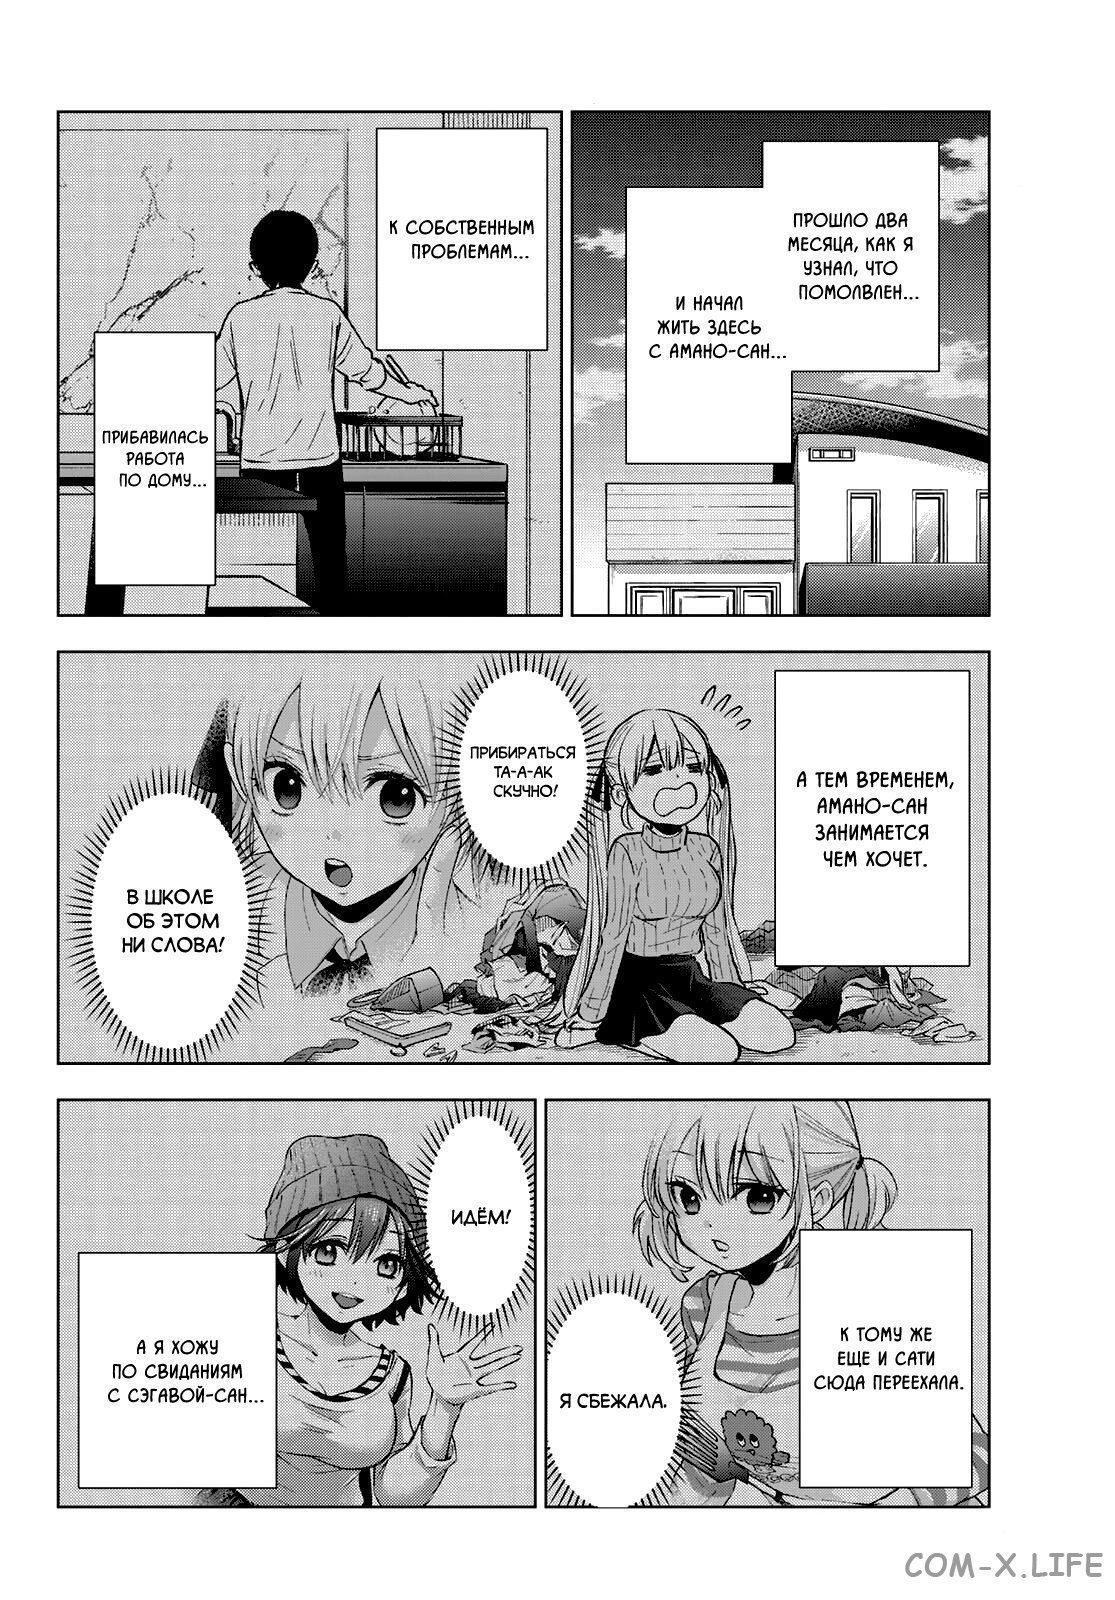 ПРОШЛО ДВА
МЕСЯЦА, КАК Я
УЗНАЛ, ЧТО
ПОМОЛВЛЕН...
И НАЧАЛ
ЖИТЬ ЗДЕСЬ
С АМАНО-САН...
К СОБСТВЕННЫМ
ПРОБЛЕМАМ...
ПРИБАВИЛАСЬ
РАБОТА
ПО ДОМУ...
А ТЕМ ВРЕМЕНЕМ,
АМАНО-САН
ЗАНИМАЕТСЯ
ЧЕМ ХОЧЕТ.
ПРИБИРАТЬСЯ
ТА-А-АК
СКУЧНО!
В ШКОЛЕ
ОБ ЭТОМ
НИ СЛОВА!
К ТОМУ ЖЕ
ЕЩЕ И САТИ
СЮДА ПЕРЕЕХАЛА.
Я СБЕЖАЛА.
ИДЁМ!
А Я ХОЖУ
ПО СВИДАНИЯМ
С СЭГАВОЙ-САН...
COM-X.LIFE